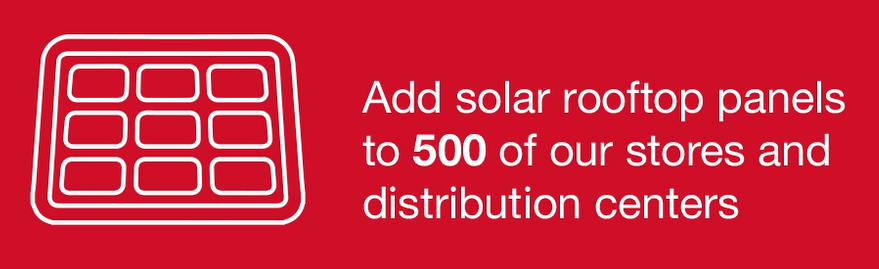 Add solar rooftop panels
to 500 of our stores and
distribution centers